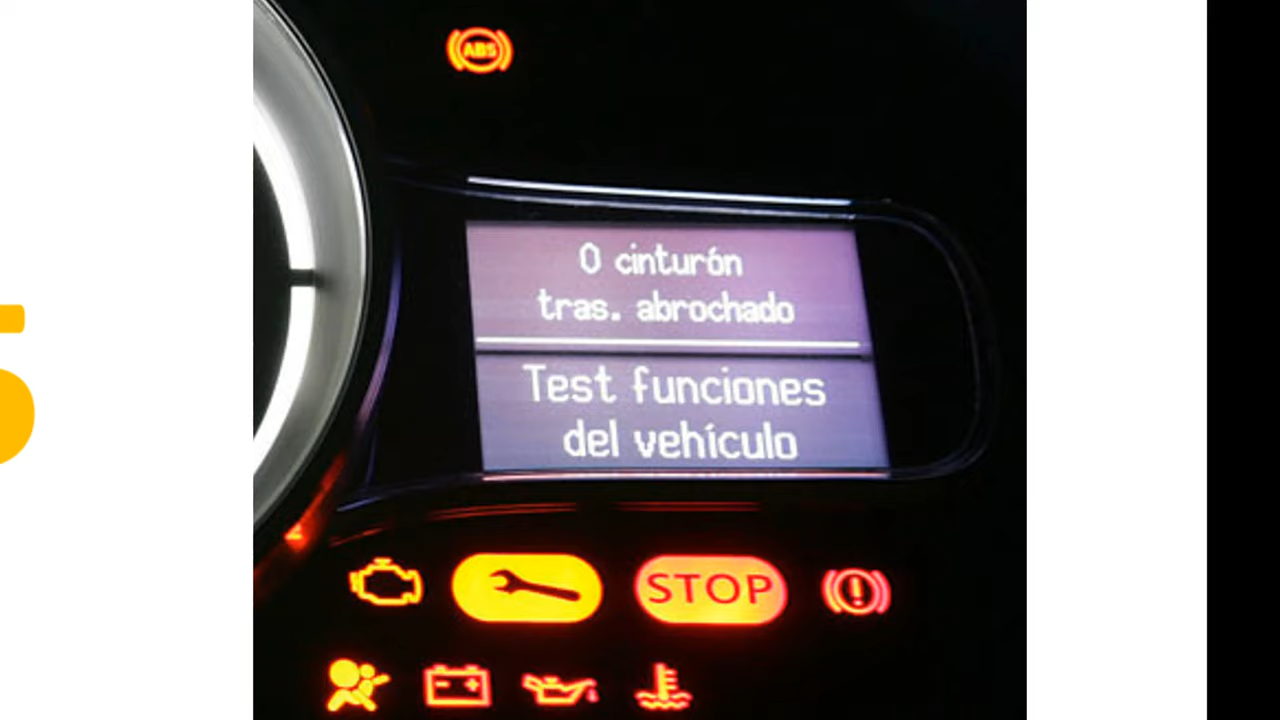 ABS
0 cinturón
tras. abrochado
Test funciones
del vehículo
STOP